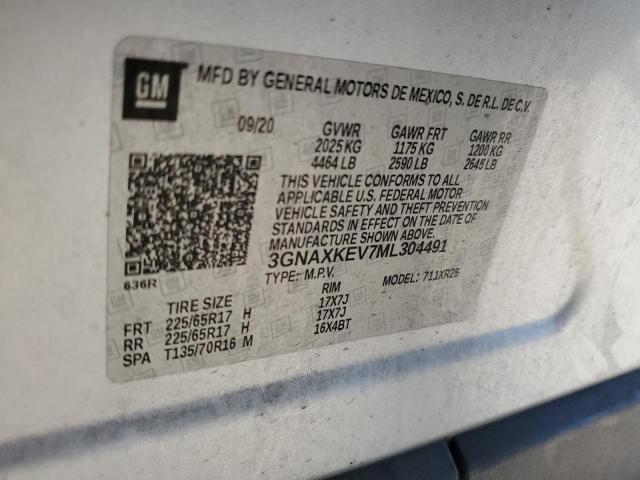 GM
MFD BY GENERAL MOTORS DE MEXICO, S. DE R.L. DE C.V.
09/20 GVWR GAWR FRT GAWR RR
2025 KG 1175 KG 1200 KG
4464 LB 2590 LB 2645 LB
THIS VEHICLE CONFORMS TO ALL
APPLICABLE U.S. FEDERAL MOTOR
VEHICLE SAFETY AND THEFT PREVENTION
STANDARDS IN EFFECT ON THE DATE OF
MANUFACTURE SHOWN ABOVE.
3GNAXKEV7ML304491
636R TYPE: M.P.V. MODEL: 711XR26
TIRE SIZE RIM
FRT 225/65R17 H 17X7J
RR 225/65R17 H 17X7J
SPA T135/70R16 M 16X4BT